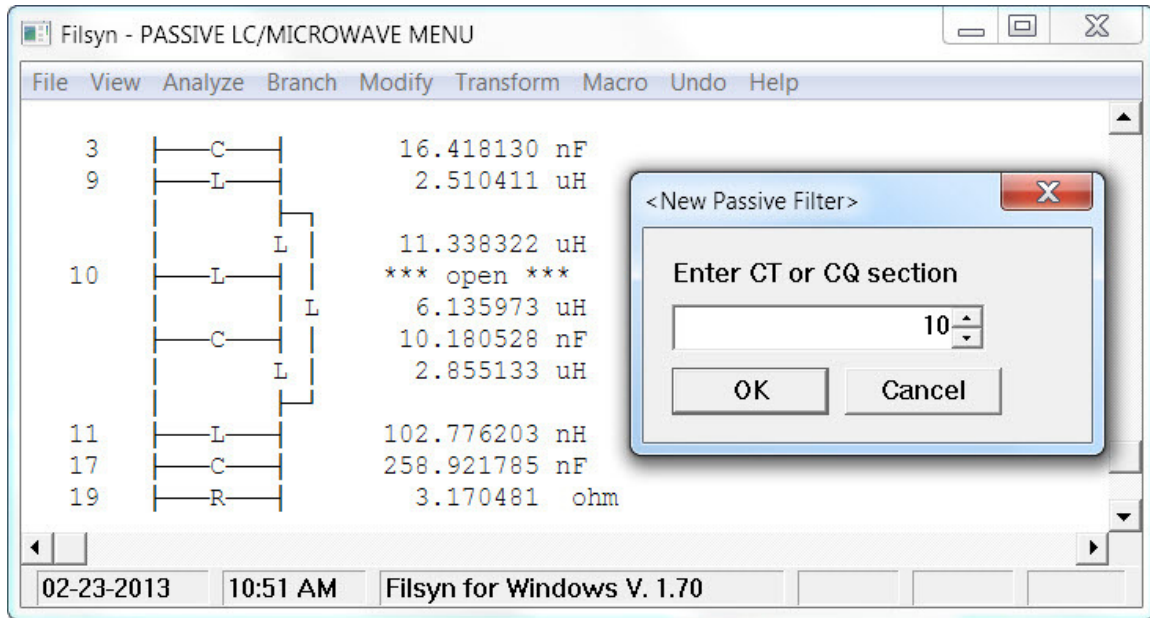 Filsyn - PASSIVE LC/MICROWAVE MENU
File View Analyze Branch Modify Transform Macro Undo Help
3 C 16.418130 nF
9 L 2.510411 uH
L 11.338322 uH
10 L *** open ***
L 6.135973 uH
C 10.180528 nF
L 2.855133 uH
11 L 102.776203 nH
17 C 258.921785 nF
19 R 3.170481 ohm
<New Passive Filter>
Enter CT or CQ section
10
OK Cancel
02-23-2013 10:51 AM Filsyn for Windows V. 1.70